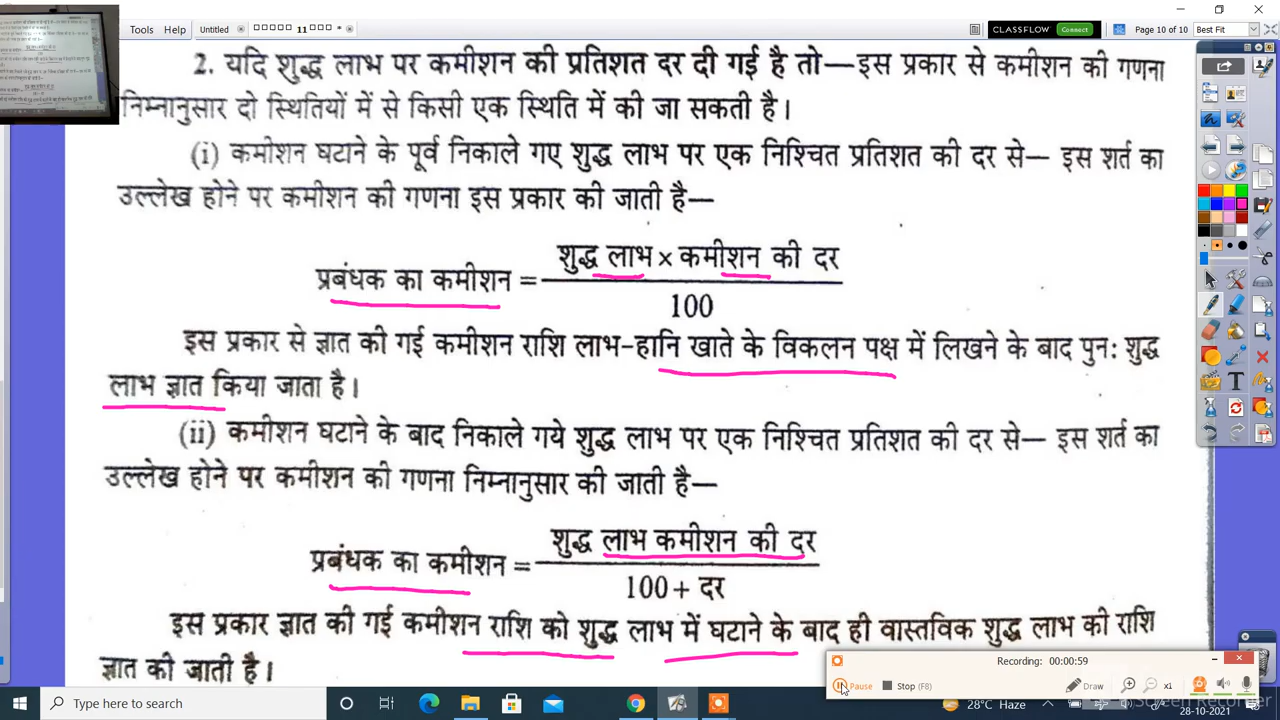 Tools Help Untitled 11 CLASSFLOW Connect Page 10 of 10 Best Fit
2. यदि शुद्ध लाभ पर कमीशन की प्रतिशत दर दी गई है तो—इस प्रकार से कमीशन की गणना
निम्नानुसार दो स्थितियों में से किसी एक स्थिति में की जा सकती है।
(i) कमीशन घटाने के पूर्व निकाले गए शुद्ध लाभ पर एक निश्चित प्रतिशत की दर से— इस शर्त का
उल्लेख होने पर कमीशन की गणना इस प्रकार की जाती है—
शुद्ध लाभ × कमीशन की दर
प्रबंधक का कमीशन =
100
इस प्रकार से ज्ञात की गई कमीशन राशि लाभ-हानि खाते के विकलन पक्ष में लिखने के बाद पुनः शुद्ध
लाभ ज्ञात किया जाता है।
(ii) कमीशन घटाने के बाद निकाले गये शुद्ध लाभ पर एक निश्चित प्रतिशत की दर से— इस शर्त का
उल्लेख होने पर कमीशन की गणना निम्नानुसार की जाती है—
शुद्ध लाभ कमीशन की दर
प्रबंधक का कमीशन =
100 + दर
इस प्रकार ज्ञात की गई कमीशन राशि को शुद्ध लाभ में घटाने के बाद ही वास्तविक शुद्ध लाभ की राशि
ज्ञात की जाती है।
Recording: 00:00:59
Pause Stop (F8) Draw x1
Type here to search 28°C Haze 28-10-2021